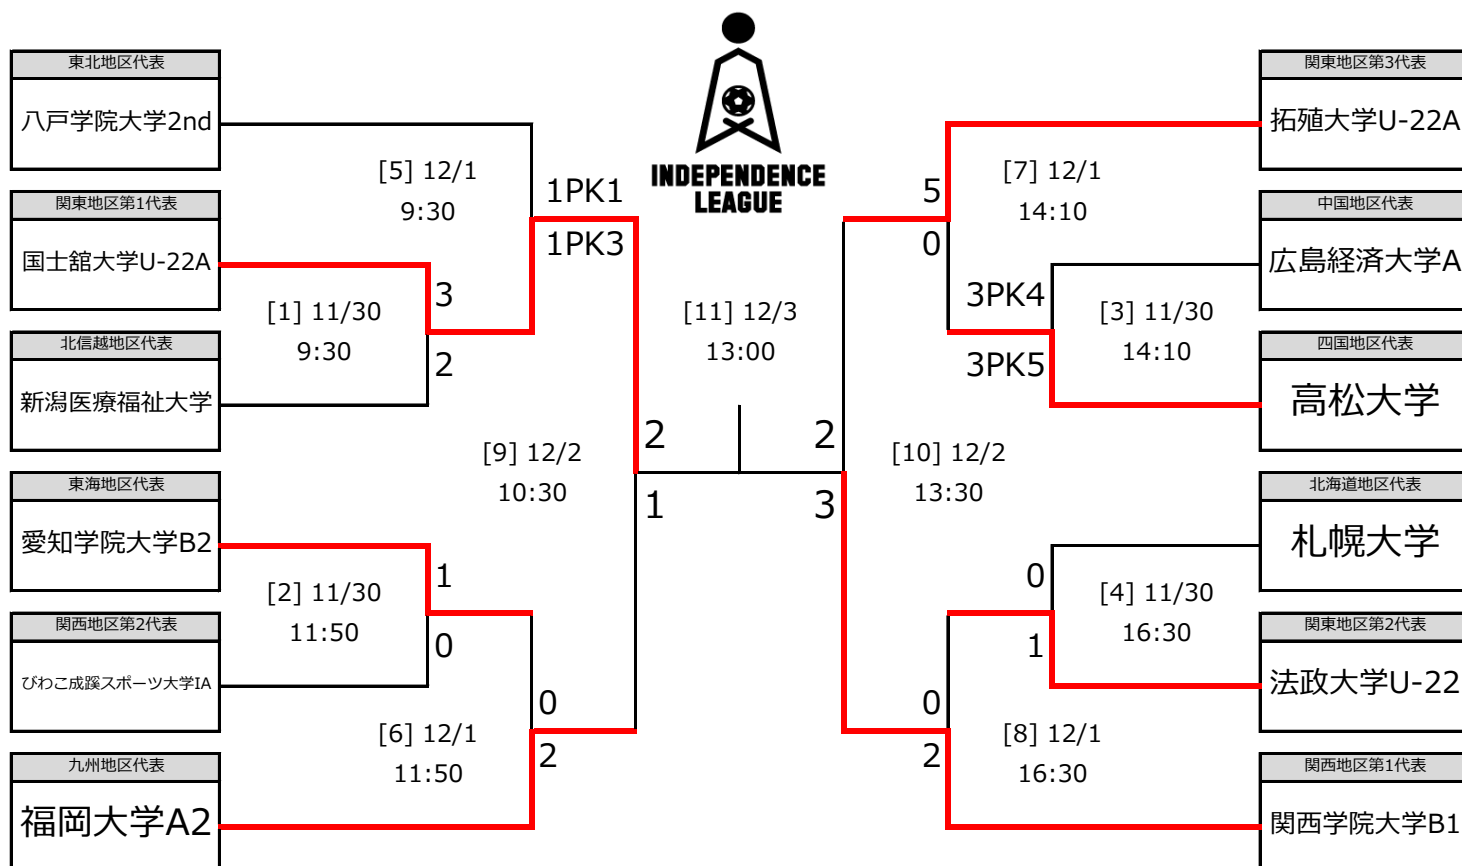 東北地区代表
八戸学院大学2nd
関東地区第1代表
国士舘大学U-22A
北信越地区代表
新潟医療福祉大学
東海地区代表
愛知学院大学B2
関西地区第2代表
びわこ成蹊スポーツ大学IA
九州地区代表
福岡大学A2
[1] 11/30
9:30
3
2
[2] 11/30
11:50
1
0
[5] 12/1
9:30
1PK1
1PK3
[6] 12/1
11:50
0
2
[9] 12/2
10:30
2
1
INDEPENDENCE
LEAGUE
[11] 12/3
13:00
2
3
[10] 12/2
13:30
5
0
[7] 12/1
14:10
3PK4
3PK5
[3] 11/30
14:10
0
1
[4] 11/30
16:30
0
2
[8] 12/1
16:30
関東地区第3代表
拓殖大学U-22A
中国地区代表
広島経済大学A
四国地区代表
高松大学
北海道地区代表
札幌大学
関東地区第2代表
法政大学U-22
関西地区第1代表
関西学院大学B1